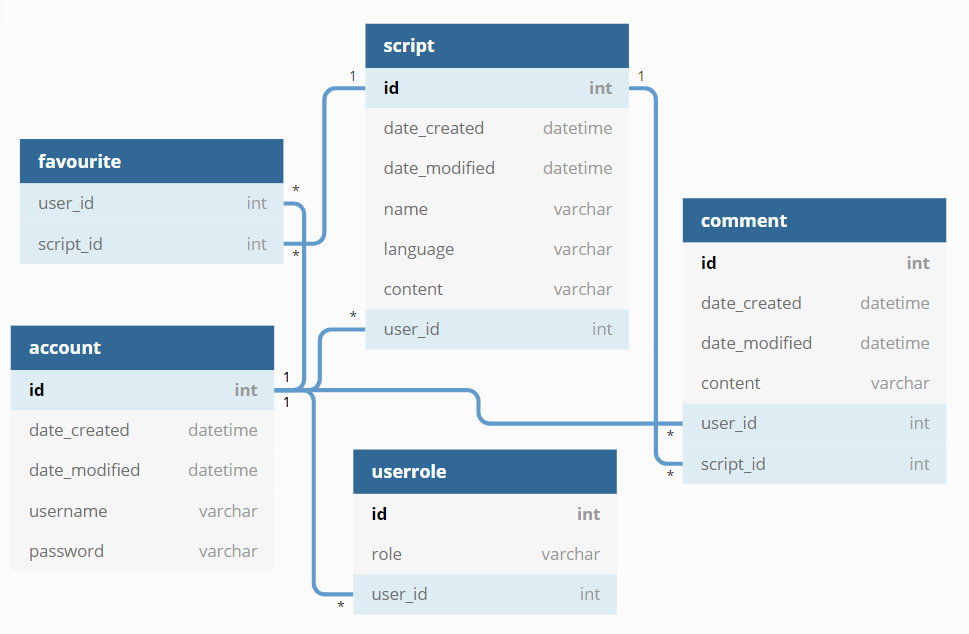 script
1
1
id int
date_created datetime
date_modified datetime
name varchar
language varchar
content varchar
* user_id int
favourite
user_id int
*
script_id int
*
account
id int
1
1
date_created datetime
date_modified datetime
username varchar
password varchar
userrole
id int
role varchar
user_id int
*
comment
id int
date_created datetime
date_modified datetime
content varchar
user_id int
*
script_id int
*